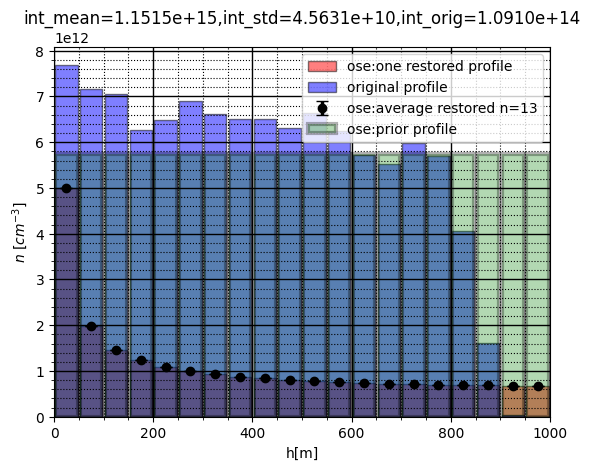 int_mean=1.1515e+15,int_std=4.5631e+10,int_orig=1.0910e+14
1e12
ose:one restored profile
original profile
ose:average restored n=13
ose:prior profile
8
7
6
5
4
3
2
1
0
n [cm⁻³]
0 200 400 600 800 1000
h[m]